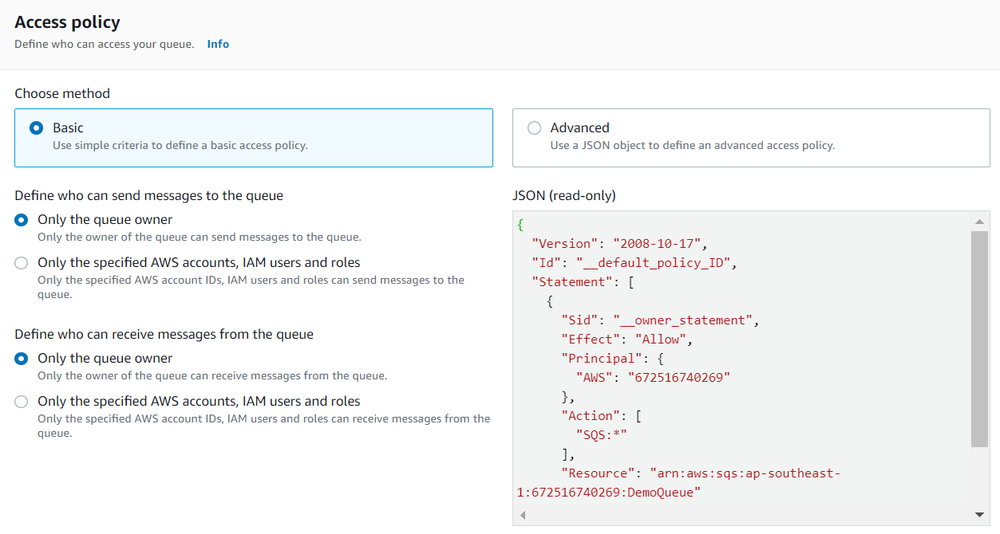 Access policy
Define who can access your queue. Info
Choose method
Basic
Use simple criteria to define a basic access policy.
Advanced
Use a JSON object to define an advanced access policy.
Define who can send messages to the queue
Only the queue owner
Only the owner of the queue can send messages to the queue.
Only the specified AWS accounts, IAM users and roles
Only the specified AWS account IDs, IAM users and roles can send messages to the
queue.
Define who can receive messages from the queue
Only the queue owner
Only the owner of the queue can receive messages from the queue.
Only the specified AWS accounts, IAM users and roles
Only the specified AWS account IDs, IAM users and roles can receive messages from the
queue.
JSON (read-only)
{
  "Version": "2008-10-17",
  "Id": "__default_policy_ID",
  "Statement": [
    {
      "Sid": "__owner_statement",
      "Effect": "Allow",
      "Principal": {
        "AWS": "672516740269"
      },
      "Action": [
        "SQS:*"
      ],
      "Resource": "arn:aws:sqs:ap-southeast-
1:672516740269:DemoQueue"